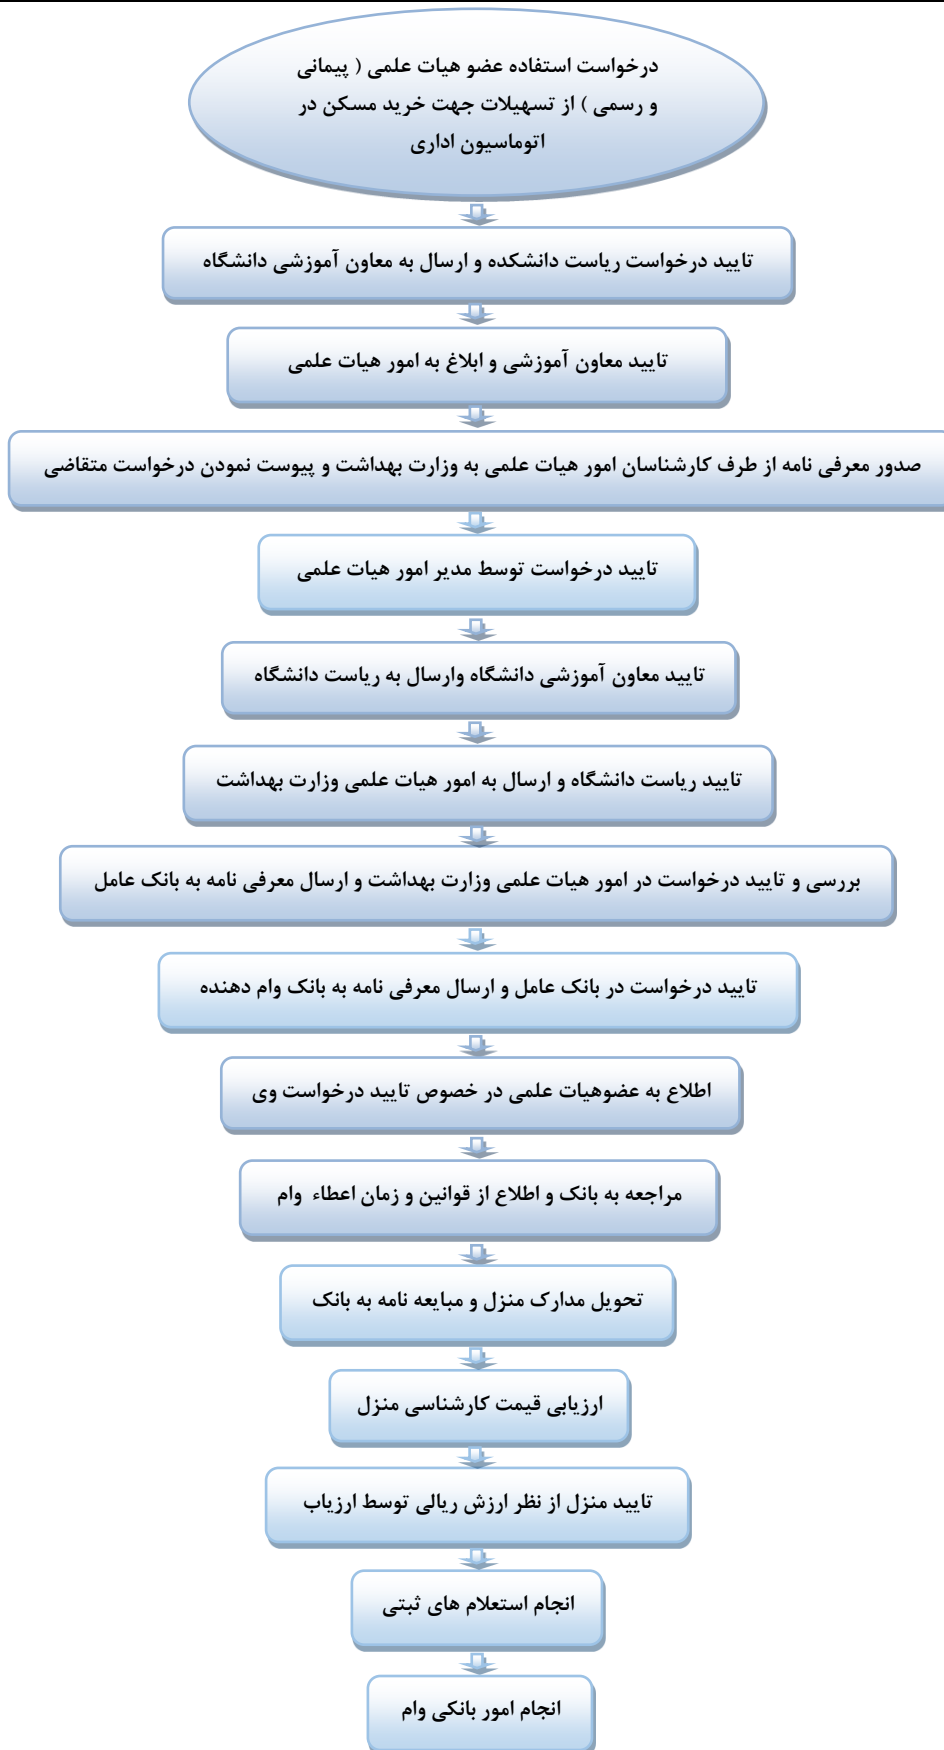 درخواست استفاده عضو هیات علمی ( پیمانی
و رسمی ) از تسهیلات جهت خرید مسکن در
اتوماسیون اداری
تایید درخواست ریاست دانشکده و ارسال به معاون آموزشی دانشگاه
تایید معاون آموزشی و ابلاغ به امور هیات علمی
صدور معرفی نامه از طرف کارشناسان امور هیات علمی به وزارت بهداشت و پیوست نمودن درخواست متقاضی
تایید درخواست توسط مدیر امور هیات علمی
تایید معاون آموزشی دانشگاه وارسال به ریاست دانشگاه
تایید ریاست دانشگاه و ارسال به امور هیات علمی وزارت بهداشت
بررسی و تایید درخواست در امور هیات علمی وزارت بهداشت و ارسال معرفی نامه به بانک عامل
تایید درخواست در بانک عامل و ارسال معرفی نامه به بانک وام دهنده
اطلاع به عضوهیات علمی در خصوص تایید درخواست وی
مراجعه به بانک و اطلاع از قوانین و زمان اعطاء وام
تحویل مدارک منزل و مبایعه نامه به بانک
ارزیابی قیمت کارشناسی منزل
تایید منزل از نظر ارزش ریالی توسط ارزیاب
انجام استعلام های ثبتی
انجام امور بانکی وام